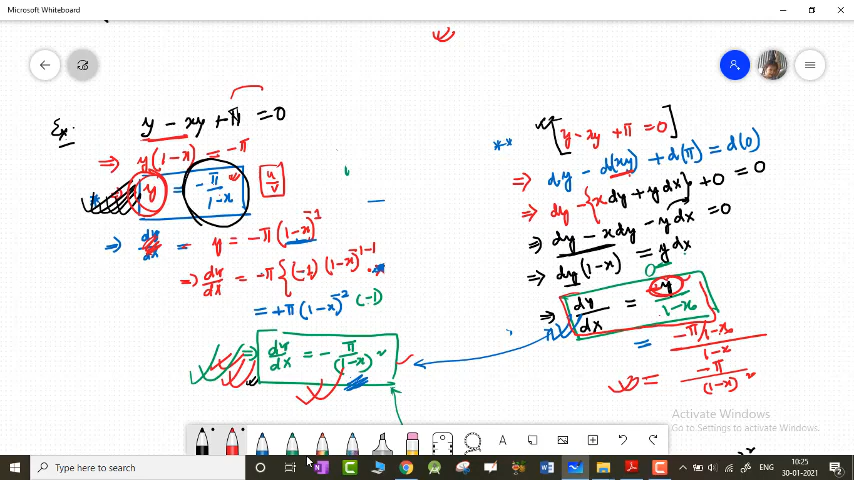 Microsoft Whiteboard
Ex:
y - xy + π = 0
⇒ y(1-x) = -π
* ⇒ y = -π/(1-x)
u/v
⇒ dy/dx = y = -π(1-x)^-1
⇒ dy/dx = -π{(-1)(1-x)^-1-1 .
= +π(1-x)^-2 (-1)
⇒ dy/dx = -π/(1-x)^2
[y - xy + π = 0]
** dy - d(xy) + d(π) = d(0)
⇒ dy - {x dy + y dx} + 0 = 0
⇒ dy - x dy - y dx = 0
⇒ dy(1-x) = y dx
⇒ dy/dx = y/(1-x)
= (-π/(1-x))/(1-x)
= -π/(1-x)^2
Activate Windows
Go to Settings to activate Windows.
Type here to search
ENG
10:25
30-01-2021